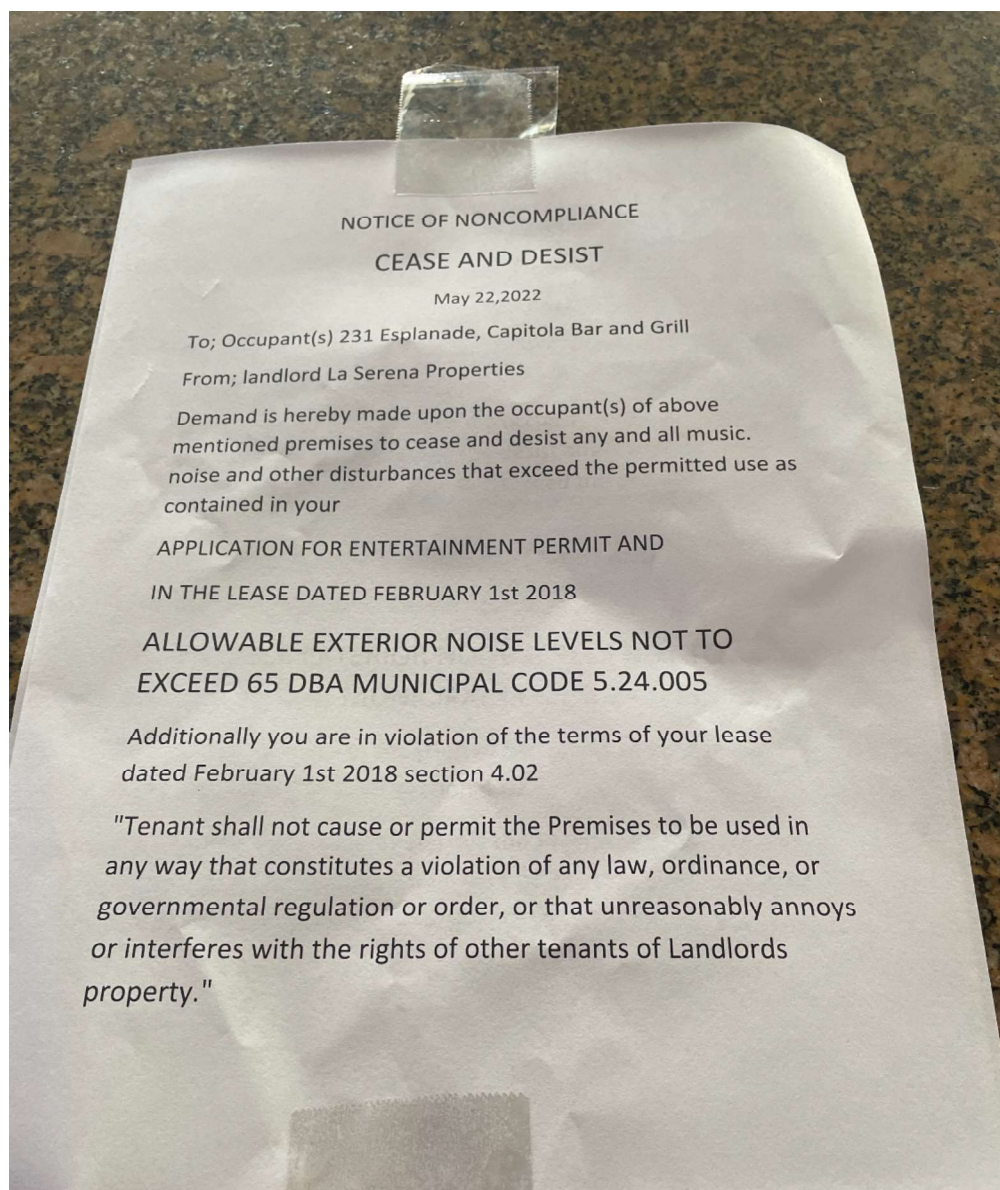 NOTICE OF NONCOMPLIANCE
CEASE AND DESIST
May 22,2022
To; Occupant(s) 231 Esplanade, Capitola Bar and Grill
From; landlord La Serena Properties
Demand is hereby made upon the occupant(s) of above
mentioned premises to cease and desist any and all music.
noise and other disturbances that exceed the permitted use as
contained in your
APPLICATION FOR ENTERTAINMENT PERMIT AND
IN THE LEASE DATED FEBRUARY 1st 2018
ALLOWABLE EXTERIOR NOISE LEVELS NOT TO
EXCEED 65 DBA MUNICIPAL CODE 5.24.005
Additionally you are in violation of the terms of your lease
dated February 1st 2018 section 4.02
"Tenant shall not cause or permit the Premises to be used in
any way that constitutes a violation of any law, ordinance, or
governmental regulation or order, or that unreasonably annoys
or interferes with the rights of other tenants of Landlords
property."